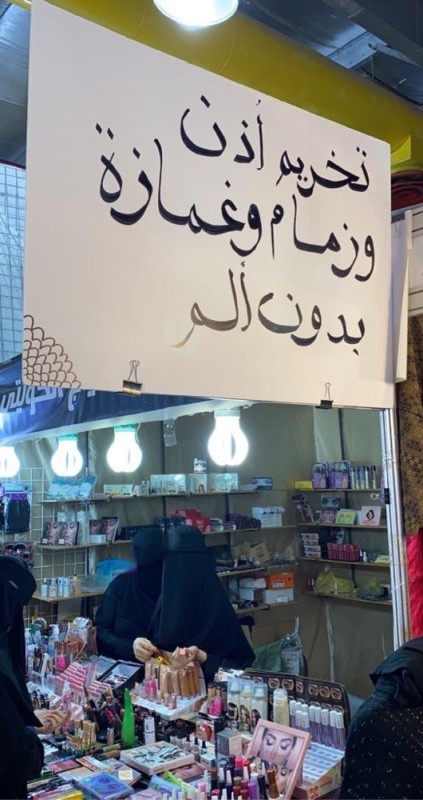 تخريم أذن
وزمام وغمازة
بدون ألم